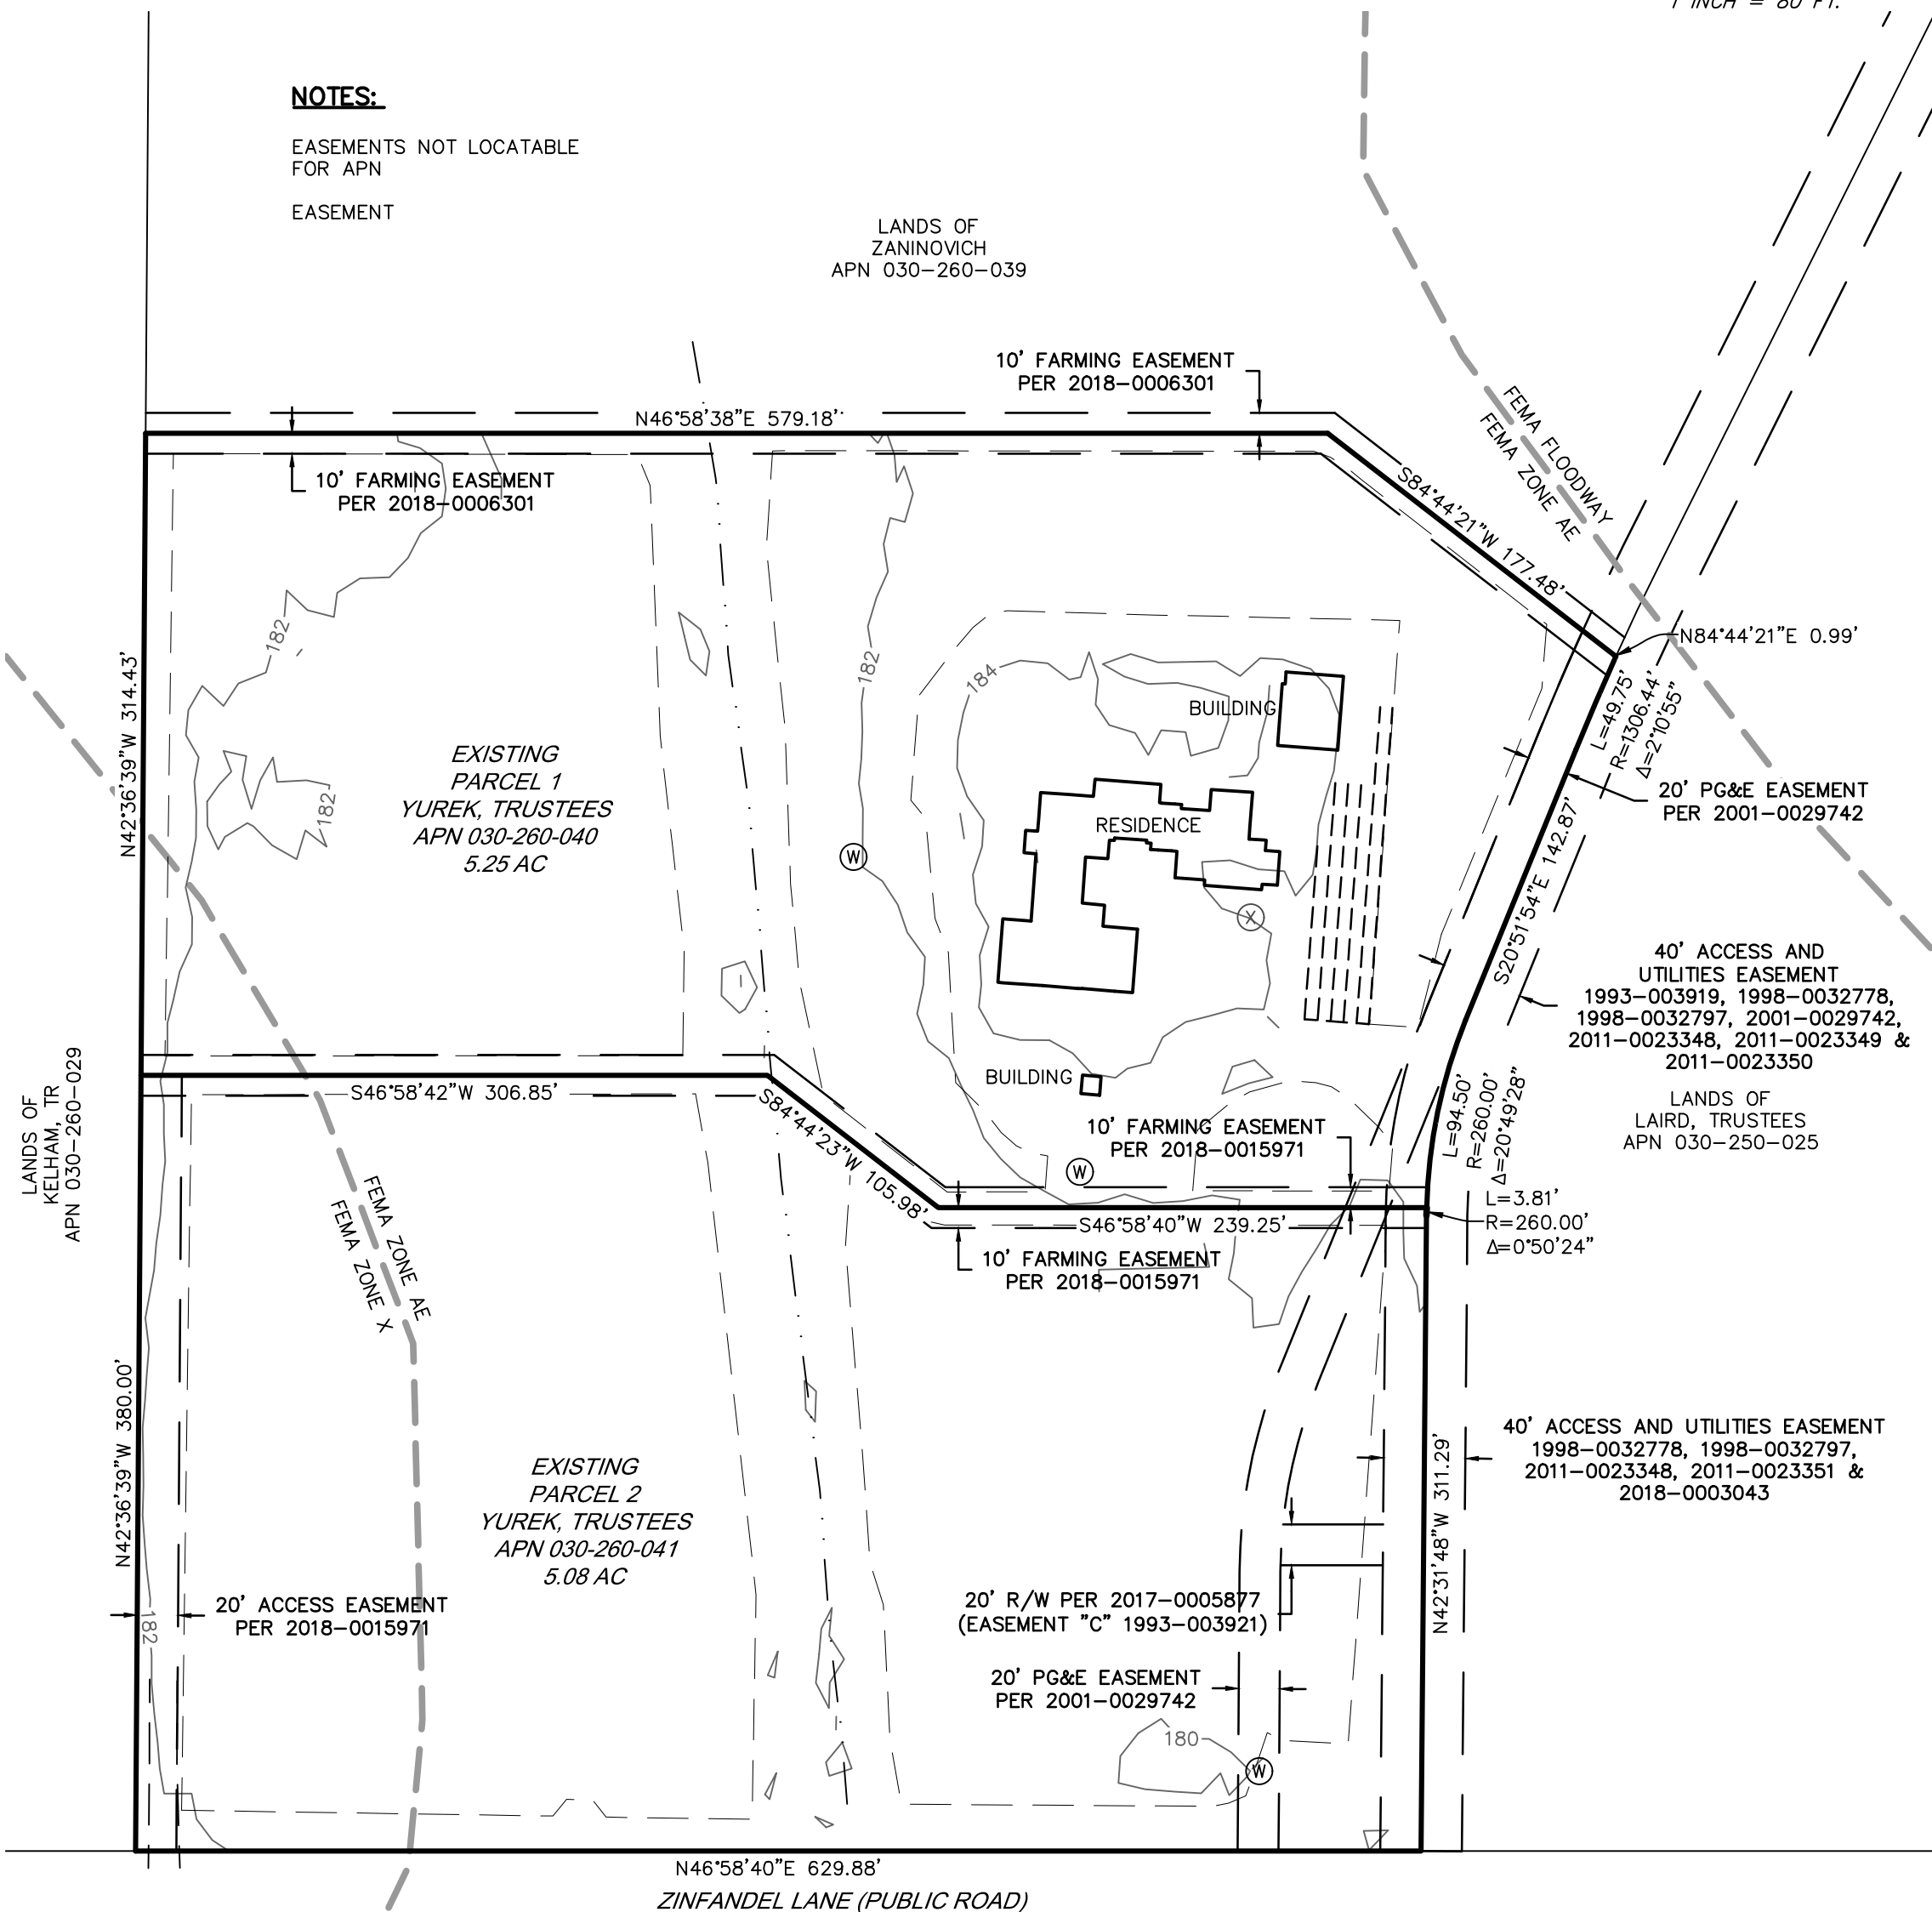 1 INCH = 80 FT.
NOTES:
EASEMENTS NOT LOCATABLE
FOR APN
EASEMENT
LANDS OF
ZANINOVICH
APN 030-260-039
10' FARMING EASEMENT
PER 2018-0006301
N46°58'38"E 579.18'
10' FARMING EASEMENT
PER 2018-0006301
FEMA FLOODWAY
FEMA ZONE AE
S84°44'21"W 177.48'
N84°44'21"E 0.99'
182
182
184
182
N42°36'39"W 314.43'
EXISTING
PARCEL 1
YUREK, TRUSTEES
APN 030-260-040
5.25 AC
BUILDING
RESIDENCE
W
X
L=49.75'
R=1306.44'
Δ=2°10'55"
20' PG&E EASEMENT
PER 2001-0029742
S20°51'54"E 142.87'
40' ACCESS AND
UTILITIES EASEMENT
1993-003919, 1998-0032778,
1998-0032797, 2001-0029742,
2011-0023348, 2011-0023349 &
2011-0023350
LANDS OF
LAIRD, TRUSTEES
APN 030-250-025
LANDS OF
KELHAM, TR
APN 030-260-029
S46°58'42"W 306.85'
S84°44'23"W 105.98'
BUILDING
10' FARMING EASEMENT
PER 2018-0015971
W
L=94.50'
R=260.00'
Δ=20°49'28"
L=3.81'
R=260.00'
Δ=0°50'24"
S46°58'40"W 239.25'
10' FARMING EASEMENT
PER 2018-0015971
FEMA ZONE AE
FEMA ZONE X
N42°36'39"W 380.00'
EXISTING
PARCEL 2
YUREK, TRUSTEES
APN 030-260-041
5.08 AC
40' ACCESS AND UTILITIES EASEMENT
1998-0032778, 1998-0032797,
2011-0023348, 2011-0023351 &
2018-0003043
N42°31'48"W 311.29'
20' ACCESS EASEMENT
PER 2018-0015971
182
20' R/W PER 2017-0005877
(EASEMENT "C" 1993-003921)
20' PG&E EASEMENT
PER 2001-0029742
180
W
N46°58'40"E 629.88'
ZINFANDEL LANE (PUBLIC ROAD)